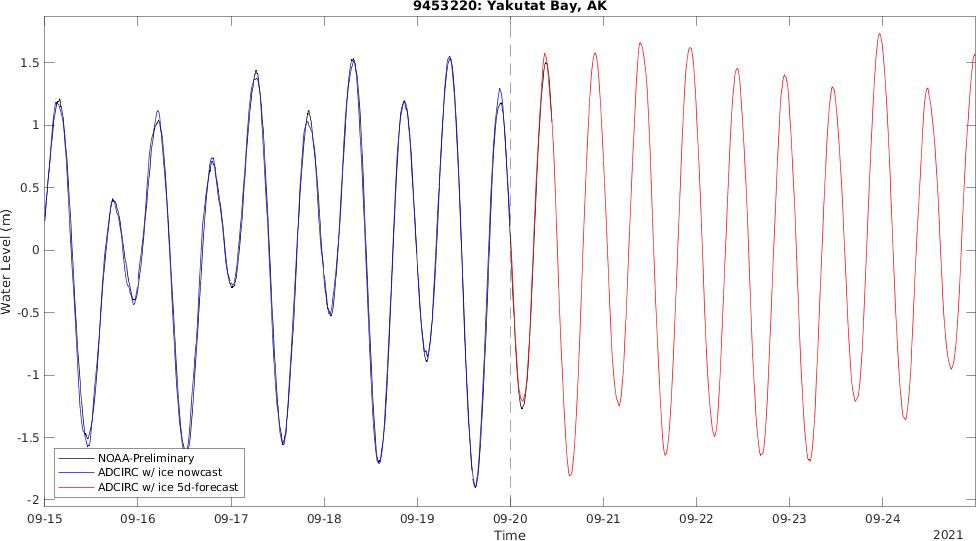 9453220: Yakutat Bay, AK
Water Level (m)
1.5
1
0.5
0
-0.5
-1
-1.5
-2
NOAA-Preliminary
ADCIRC w/ ice nowcast
ADCIRC w/ ice 5d-forecast
09-15 09-16 09-17 09-18 09-19 09-20 09-21 09-22 09-23 09-24
Time
2021